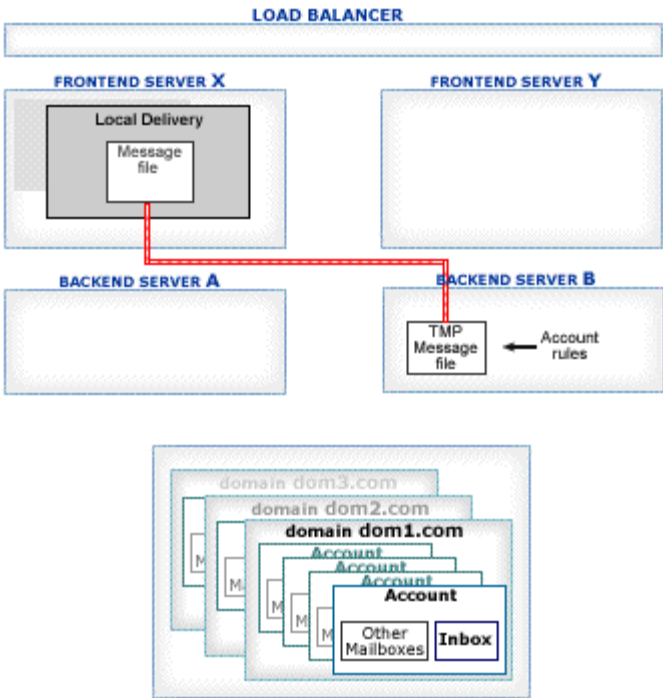 LOAD BALANCER
FRONTEND SERVER X
FRONTEND SERVER Y
Local Delivery
Message
file
BACKEND SERVER A
BACKEND SERVER B
TMP
Message
file
Account
rules
domain dom3.com
domain dom2.com
domain dom1.com
Account
Account
Account
Account
M
Ma
M
M
M
Other
Mailboxes
Inbox